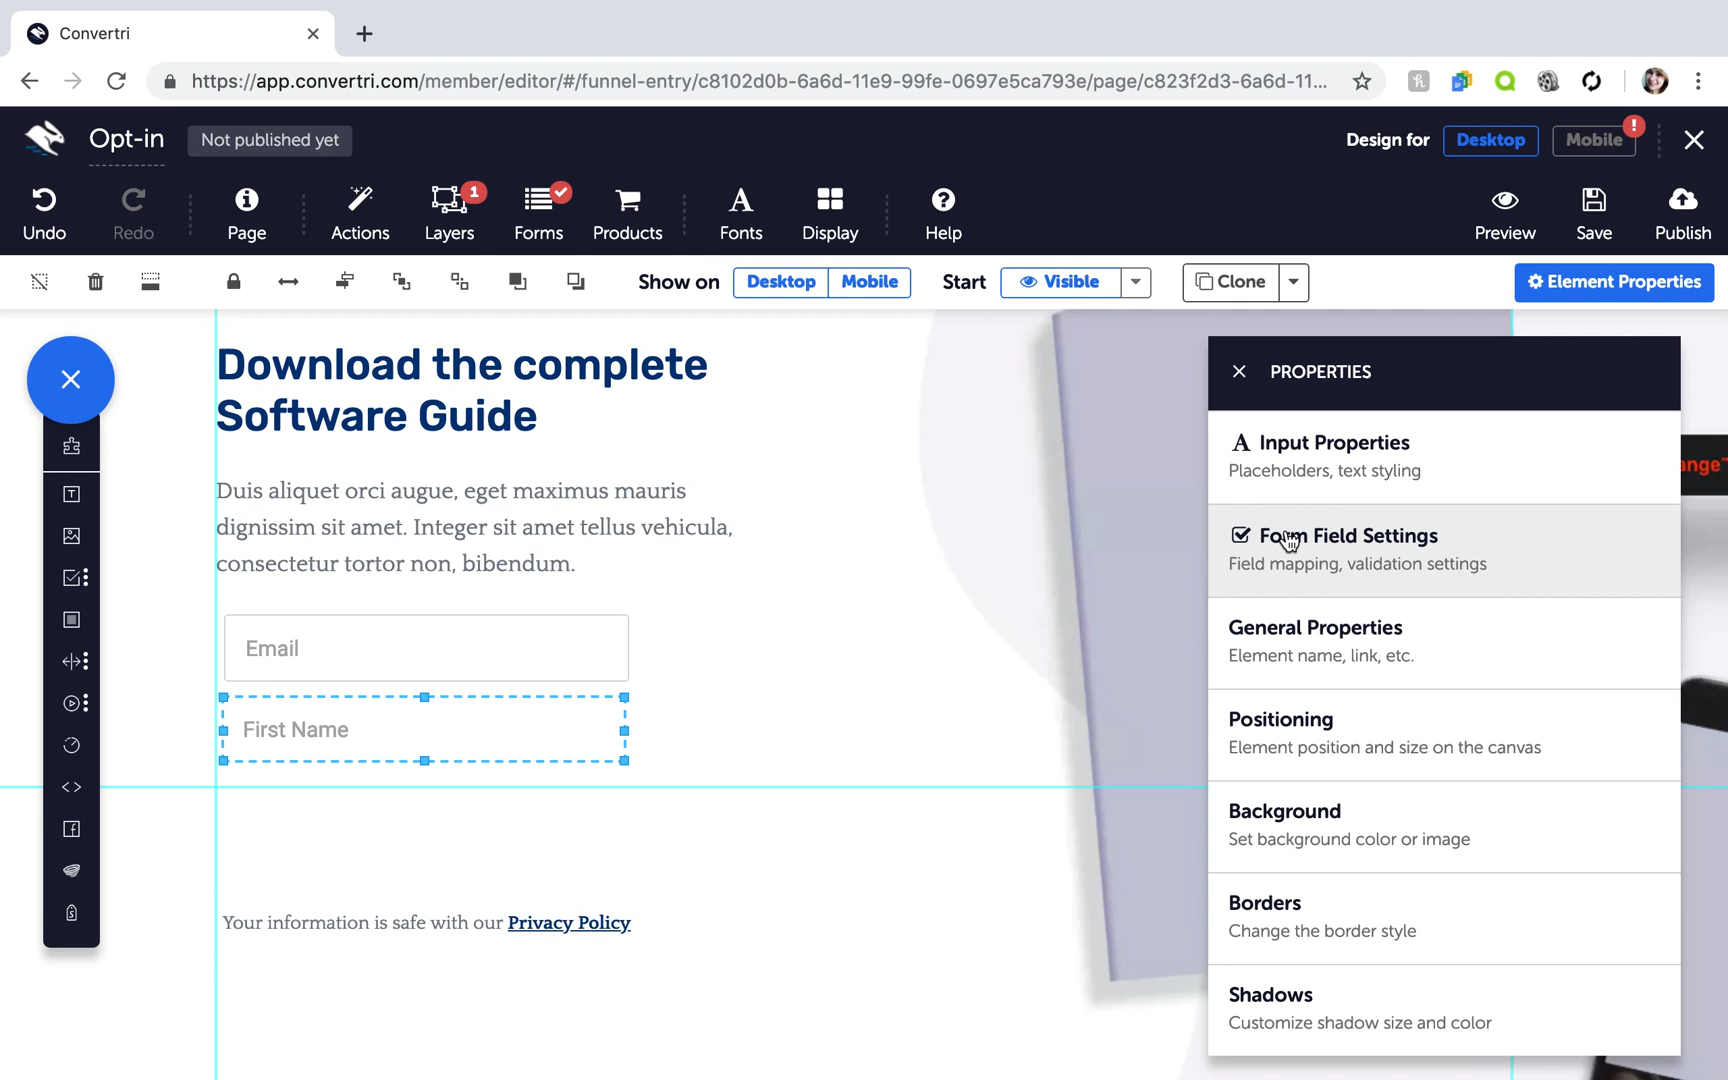 Convertri
https://app.convertri.com/member/editor/#/funnel-entry/c8102d0b-6a6d-11e9-99fe-0697e5ca793e/page/c823f2d3-6a6d-11...
Opt-in
Not published yet
Design for
Desktop
Mobile
!
Undo
Redo
Page
Actions
Layers
1
Forms
Products
Fonts
Display
Help
Preview
Save
Publish
Show on
Desktop
Mobile
Start
Visible
Clone
Element Properties
Download the complete
Software Guide
Duis aliquet orci augue, eget maximus mauris
dignissim sit amet. Integer sit amet tellus vehicula,
consectetur tortor non, bibendum.
Email
First Name
Your information is safe with our Privacy Policy
PROPERTIES
Input Properties
Placeholders, text styling
Form Field Settings
Field mapping, validation settings
General Properties
Element name, link, etc.
Positioning
Element position and size on the canvas
Background
Set background color or image
Borders
Change the border style
Shadows
Customize shadow size and color